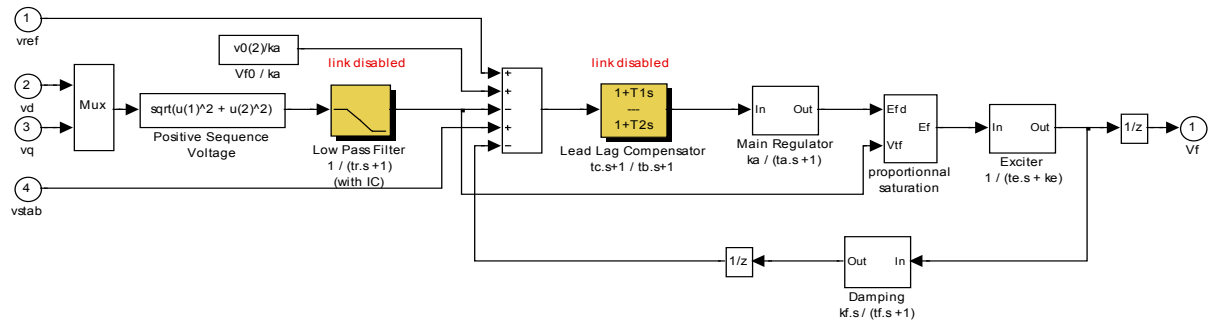 1
vref
v0(2)/ka
Vf0 / ka
link disabled
link disabled
2
vd
3
vq
Mux
sqrt(u(1)^2 + u(2)^2)
Positive Sequence
Voltage
Low Pass Filter
1 / (tr.s +1)
(with IC)
+
+
−
+
−
1+T1s
---
1+T2s
Lead Lag Compensator
tc.s+1 / tb.s+1
In Out
Main Regulator
ka / (ta.s +1)
Efd
Vtf
Ef
proportionnal
saturation
In Out
Exciter
1 / (te.s + ke)
1/z
1
Vf
4
vstab
1/z
Out In
Damping
kf.s / (tf.s +1)